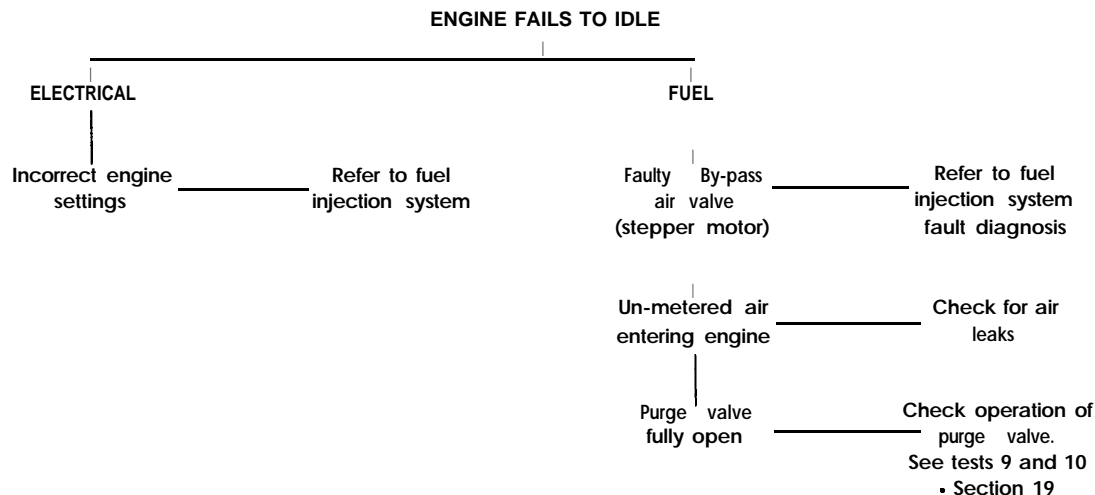 ENGINE FAILS TO IDLE
ELECTRICAL
Incorrect engine
settings
Refer to fuel
injection system
FUEL
Faulty By-pass
air valve
(stepper motor)
Refer to fuel
injection system
fault diagnosis
Un-metered air
entering engine
Check for air
leaks
Purge valve
fully open
Check operation of
purge valve.
See tests 9 and 10
• Section 19